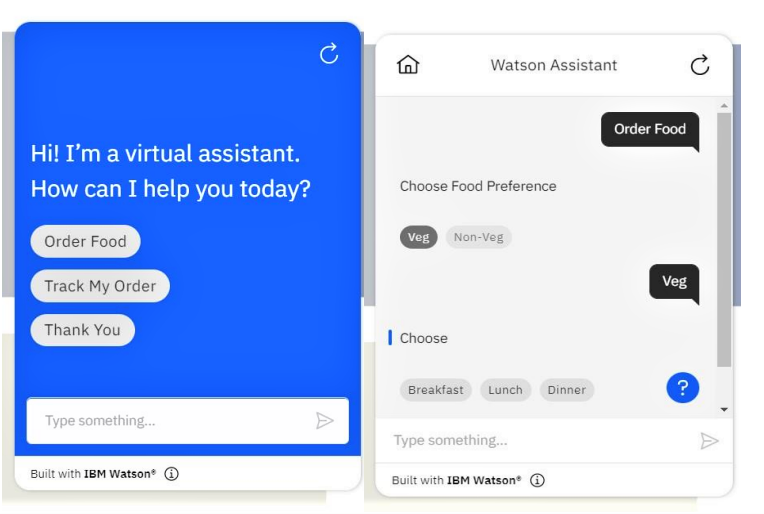 Hi! I'm a virtual assistant.
How can I help you today?
Order Food
Track My Order
Thank You
Type something...
Built with IBM Watson®
Watson Assistant
Order Food
Choose Food Preference
Veg Non-Veg
Veg
Choose
Breakfast Lunch Dinner
?
Type something...
Built with IBM Watson®